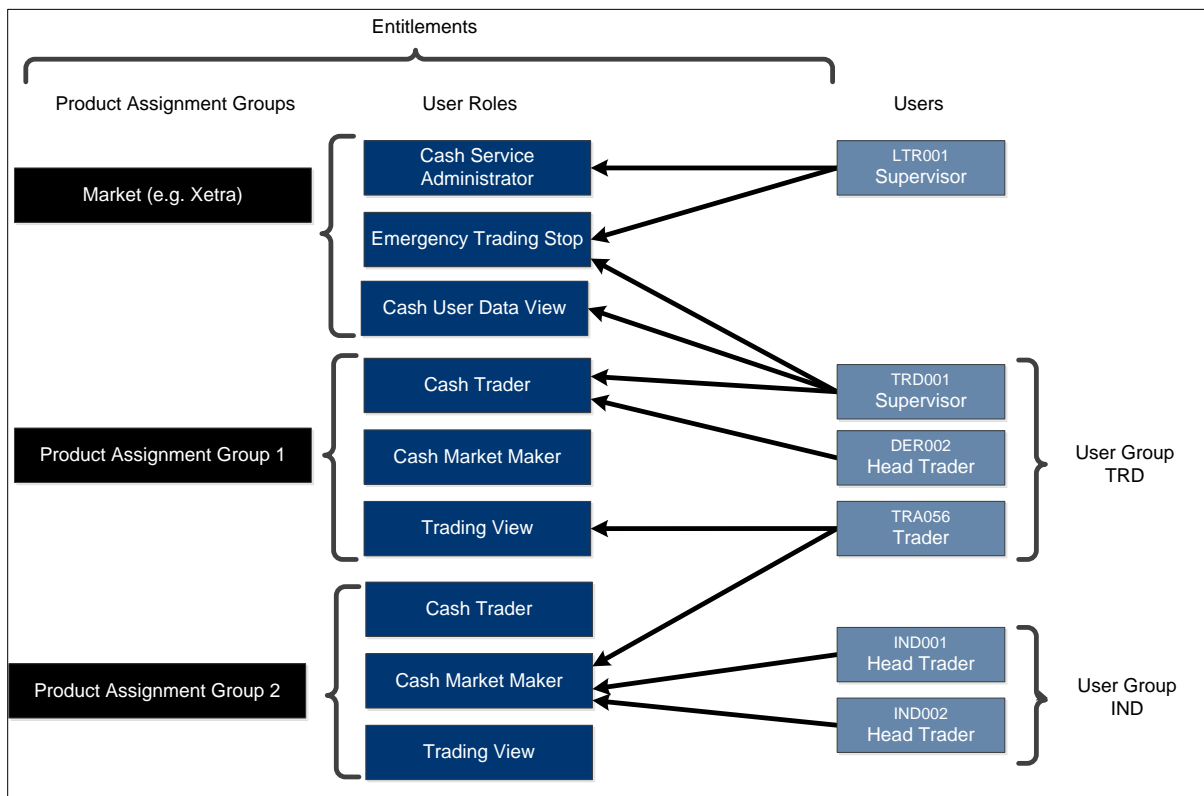 Entitlements
Product Assignment Groups
User Roles
Users
Market (e.g. Xetra)
Cash Service
Administrator
Emergency Trading Stop
Cash User Data View
LTR001
Supervisor
Product Assignment Group 1
Cash Trader
Cash Market Maker
Trading View
TRD001
Supervisor
DER002
Head Trader
TRA056
Trader
User Group
TRD
Product Assignment Group 2
Cash Trader
Cash Market Maker
Trading View
IND001
Head Trader
IND002
Head Trader
User Group
IND